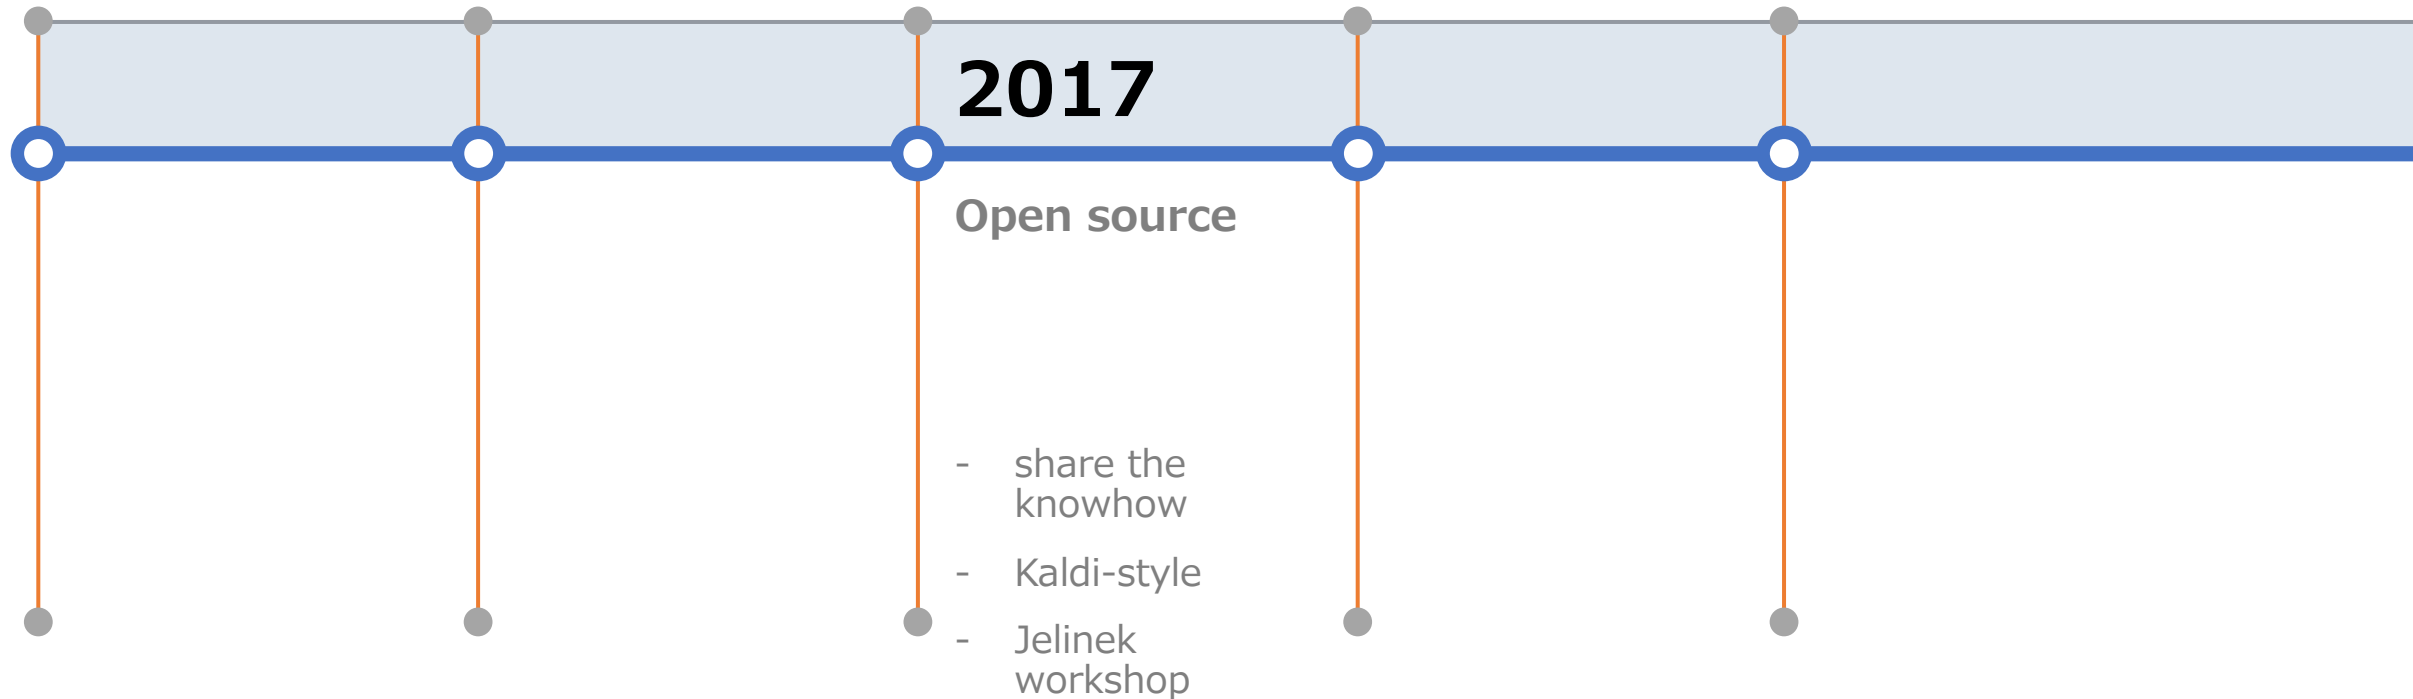 2017
Open source
- share the
knowhow
- Kaldi-style
- Jelinek
workshop